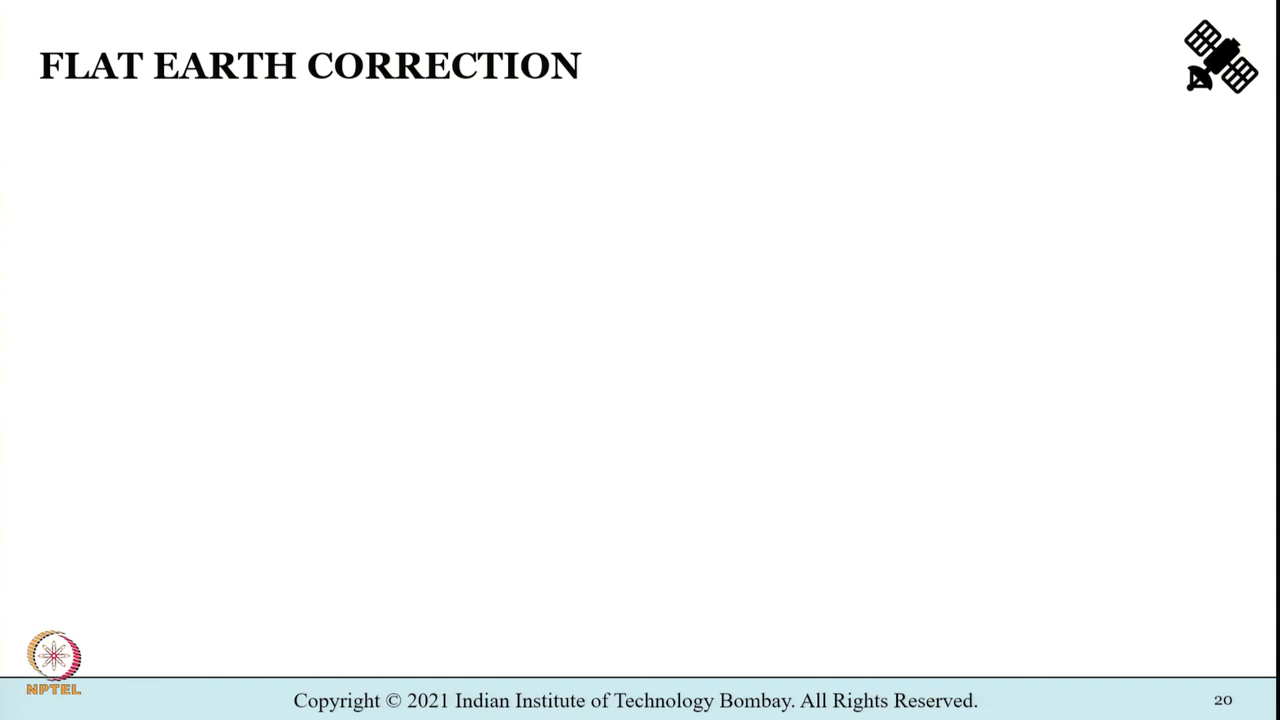 FLAT EARTH CORRECTION
NPTEL
Copyright © 2021 Indian Institute of Technology Bombay. All Rights Reserved.
20